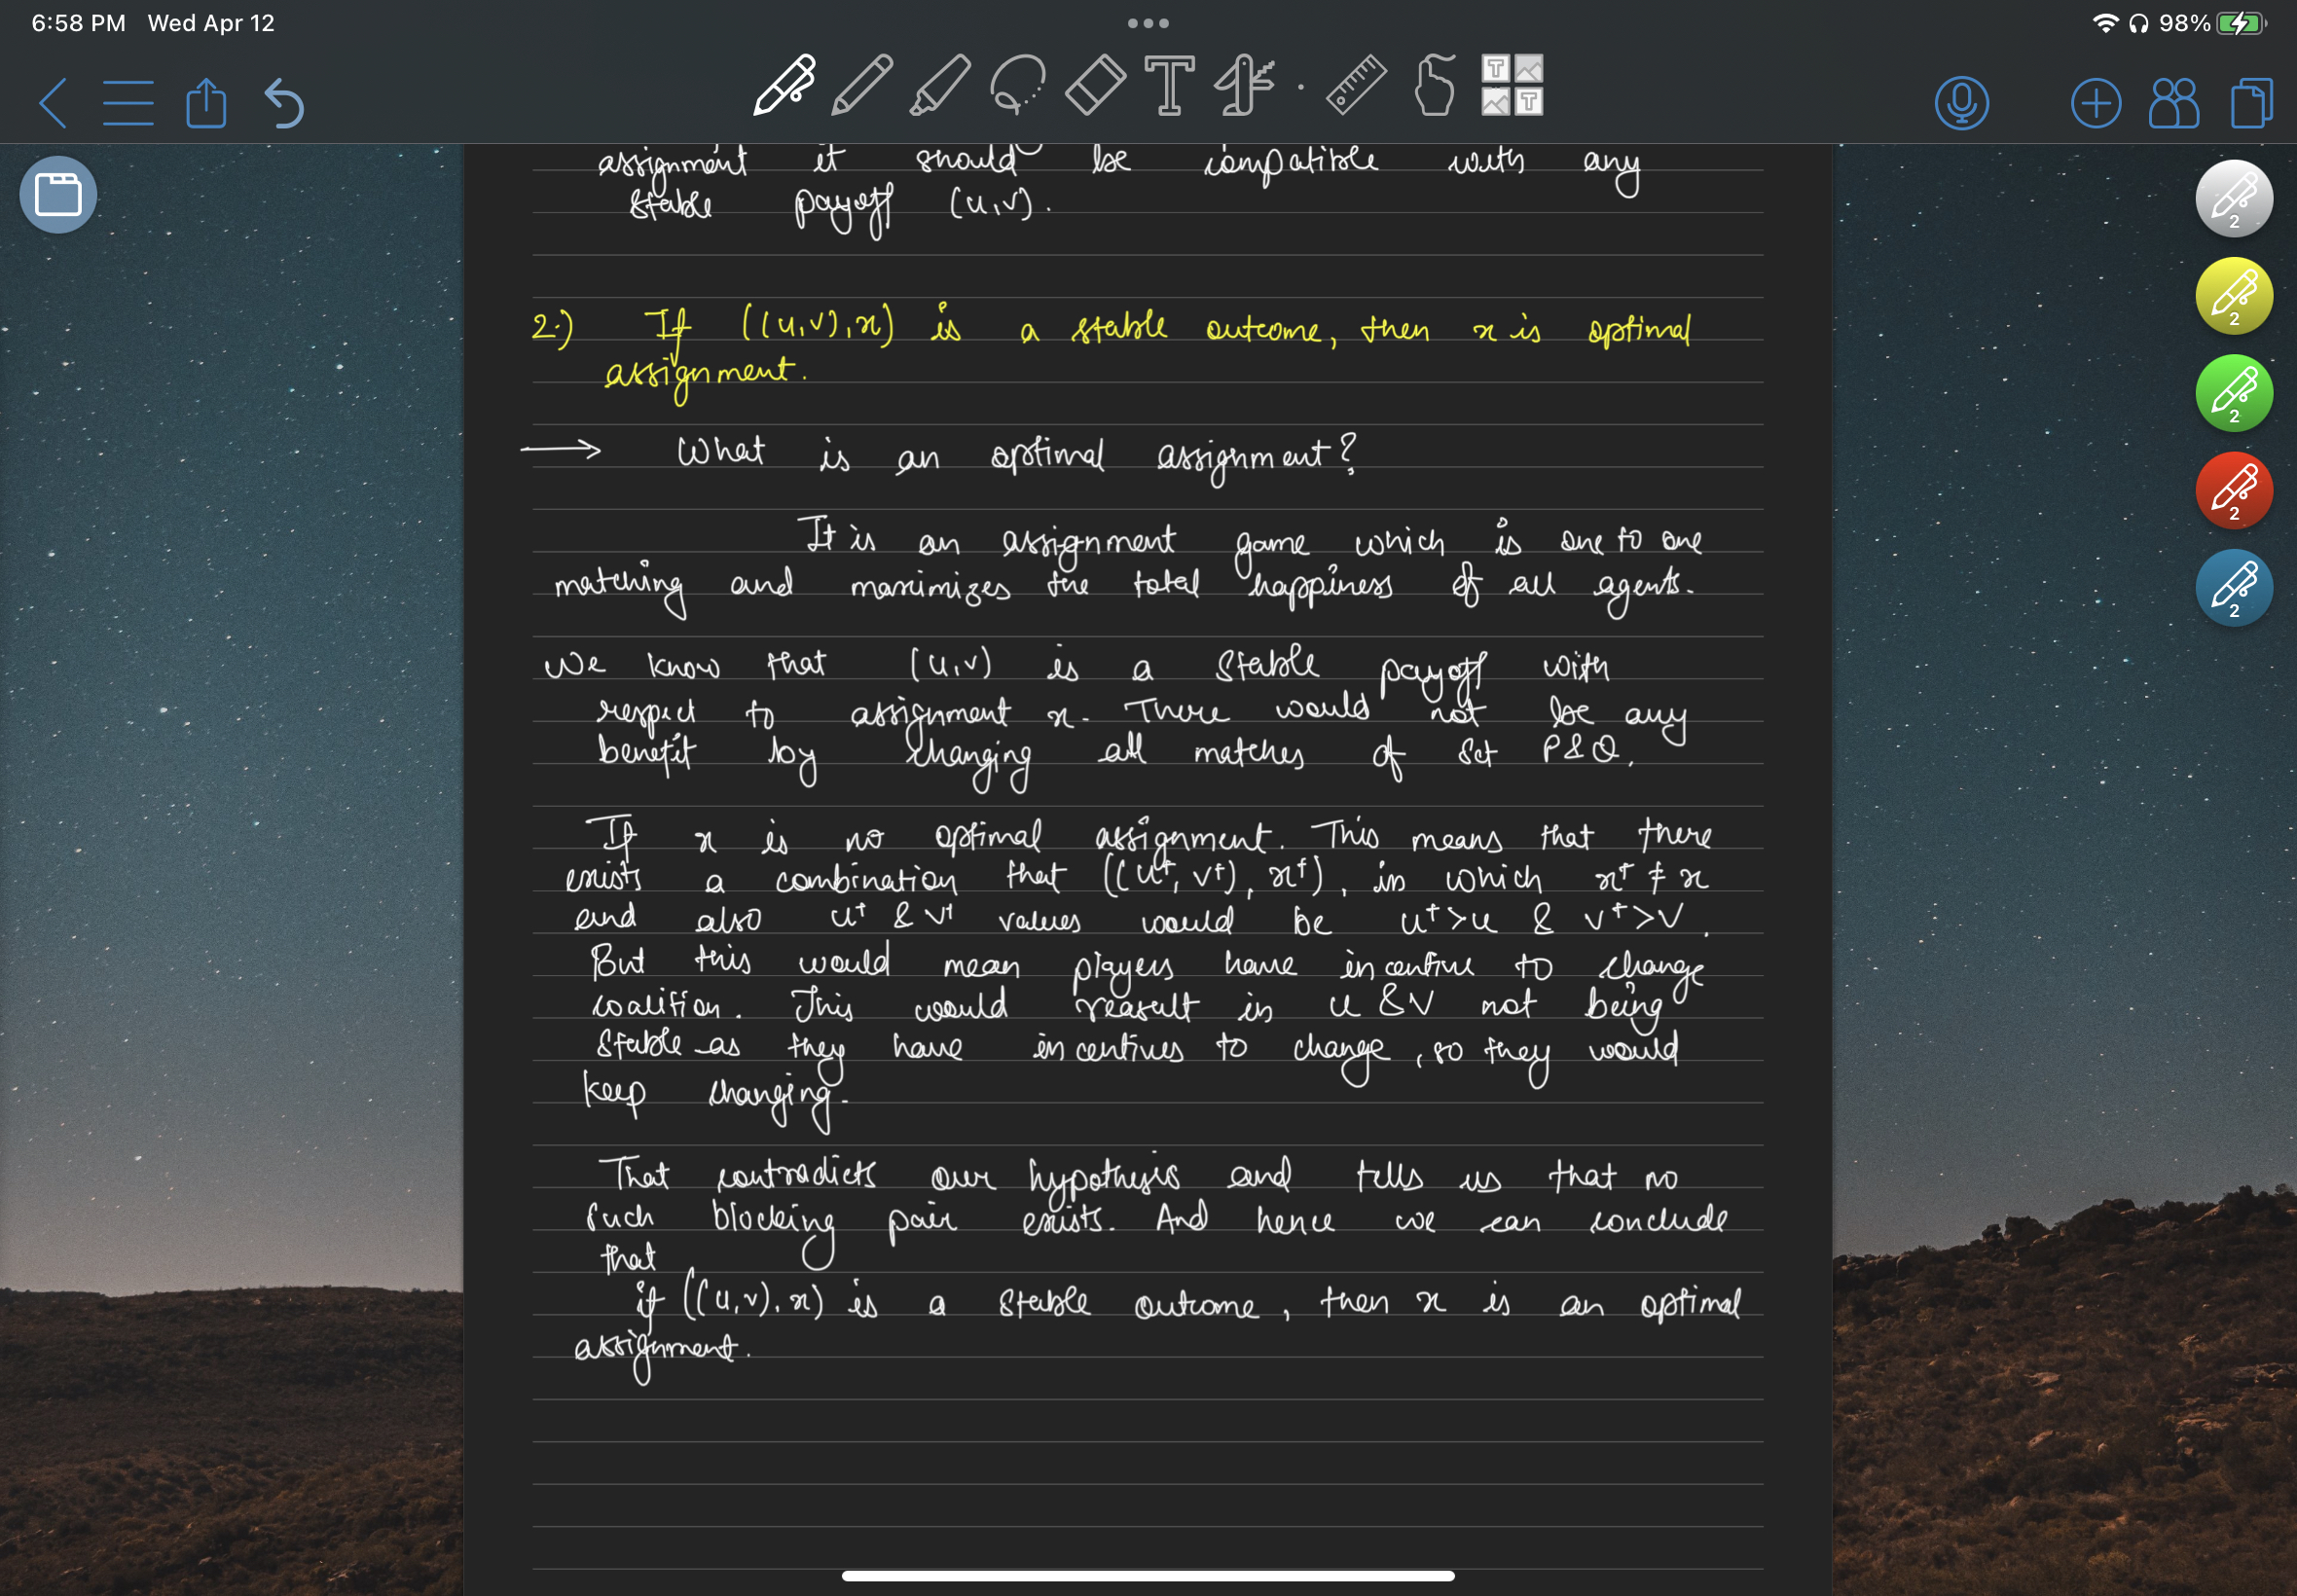 6:58 PM Wed Apr 12
98%
assignment it should be compatible with any
stable payoff (u,v).
2.) If ((u,v),x) is a stable outcome, then x is optimal
assignment.
→ What is an optimal assignment?
It is an assignment game which is one to one
matching and maximizes the total happiness of all agents.
We know that (u,v) is a stable payoff with
respect to assignment x. There would not be any
benefit by changing all matches of set P&Q.
If x is no optimal assignment. This means that there
exists a combination that ((u†, v†), x†), in which x† ≠ x
and also u† & v† values would be u†>u & v†>v.
But this would mean players have incentive to change
coalition. This would reasult in u &v not being
stable as they have incentives to change, so they would
keep changing.
That contradicts our hypothesis and tells us that no
such blocking pair exists. And hence we can conclude
that
if ((u,v),x) is a stable outcome, then x is an optimal
assignment.
2
2
2
2
2